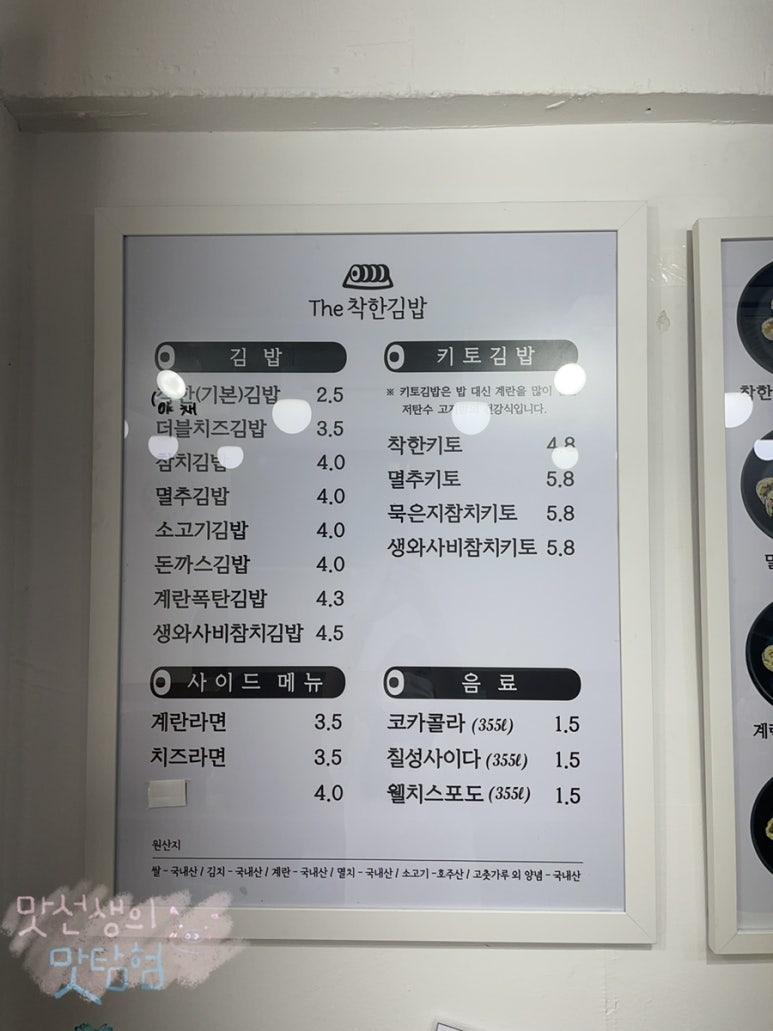 The 착한김밥
김밥
(기본)김밥 2.5
야채
더블치즈김밥 3.5
참치김밥 4.0
멸추김밥 4.0
소고기김밥 4.0
돈까스김밥 4.0
계란폭탄김밥 4.3
생와사비참치김밥 4.5
키토김밥
※ 키토김밥은 밥 대신 계란을 많이
저탄수
착한키토 4.8
멸추키토 5.8
묵은지참치키토 5.8
생와사비참치키토 5.8
사이드 메뉴
계란라면 3.5
치즈라면 3.5
4.0
음료
코카콜라 (355ℓ) 1.5
칠성사이다 (355ℓ) 1.5
웰치스포도 (355ℓ) 1.5
원산지
쌀 - 국내산 / 김치 - 국내산 / 계란 - 국내산 / 멸치 - 국내산 / 소고기 -호주산 / 고춧가루 외 양념 - 국내산
착한
계
맛선생의
맛탐험